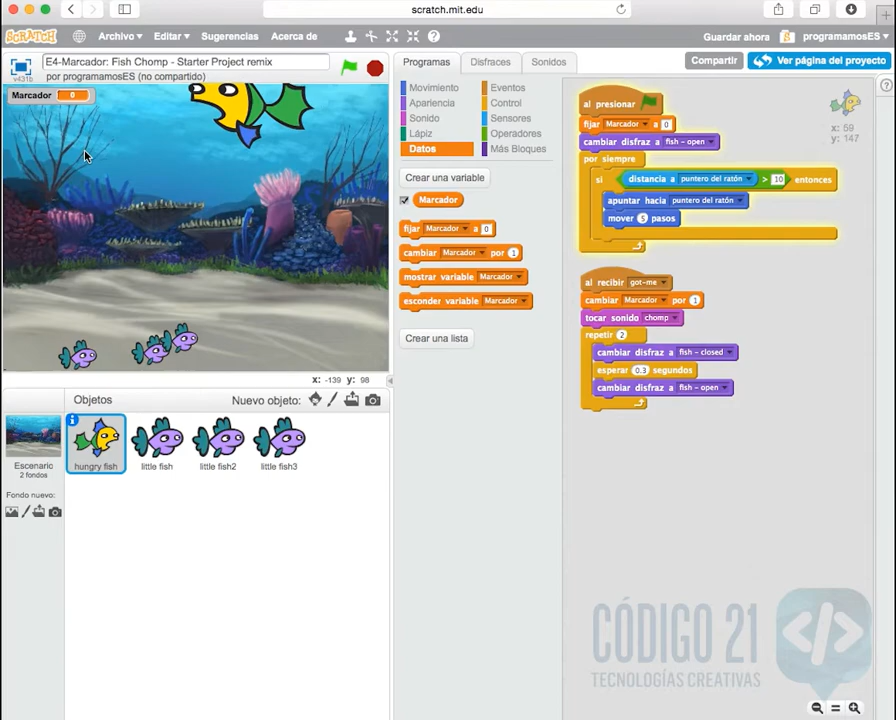 scratch.mit.edu
SCRATCH
Archivo
Editar
Sugerencias
Acerca de
Guardar ahora
programamosES
E4-Marcador: Fish Chomp - Starter Project remix
por programamosES (no compartido)
Programas
Disfraces
Sonidos
Compartir
Ver página del proyecto
Marcador 0
Movimiento
Apariencia
Sonido
Lápiz
Datos
Eventos
Control
Sensores
Operadores
Más Bloques
Crear una variable
Marcador
fijar Marcador a 0
cambiar Marcador por 1
mostrar variable Marcador
esconder variable Marcador
Crear una lista
al presionar
fijar Marcador a 0
cambiar disfraz a fish - open
por siempre
si distancia a puntero del ratón > 10 entonces
apuntar hacia puntero del ratón
mover 5 pasos
al recibir got-me
cambiar Marcador por 1
tocar sonido chomp
repetir 2
cambiar disfraz a fish - closed
esperar 0.3 segundos
cambiar disfraz a fish - open
x: 59
y: 147
x: -139 y: 98
Objetos
Nuevo objeto:
Escenario
2 fondos
Fondo nuevo:
hungry fish
little fish
little fish2
little fish3
CÓDIGO 21
TECNOLOGÍAS CREATIVAS